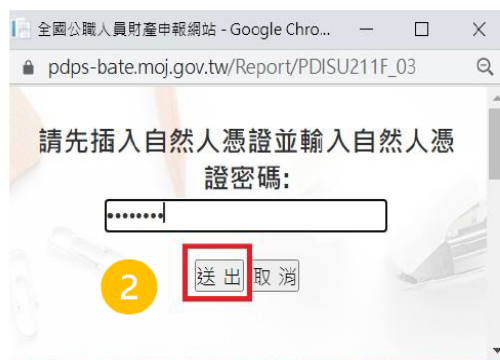 全國公職人員財產申報網站 - Google Chro...
pdps-bate.moj.gov.tw/Report/PDISU211F_03
請先插入自然人憑證並輸入自然人憑
證密碼:
••••••••
2 送 出 取 消